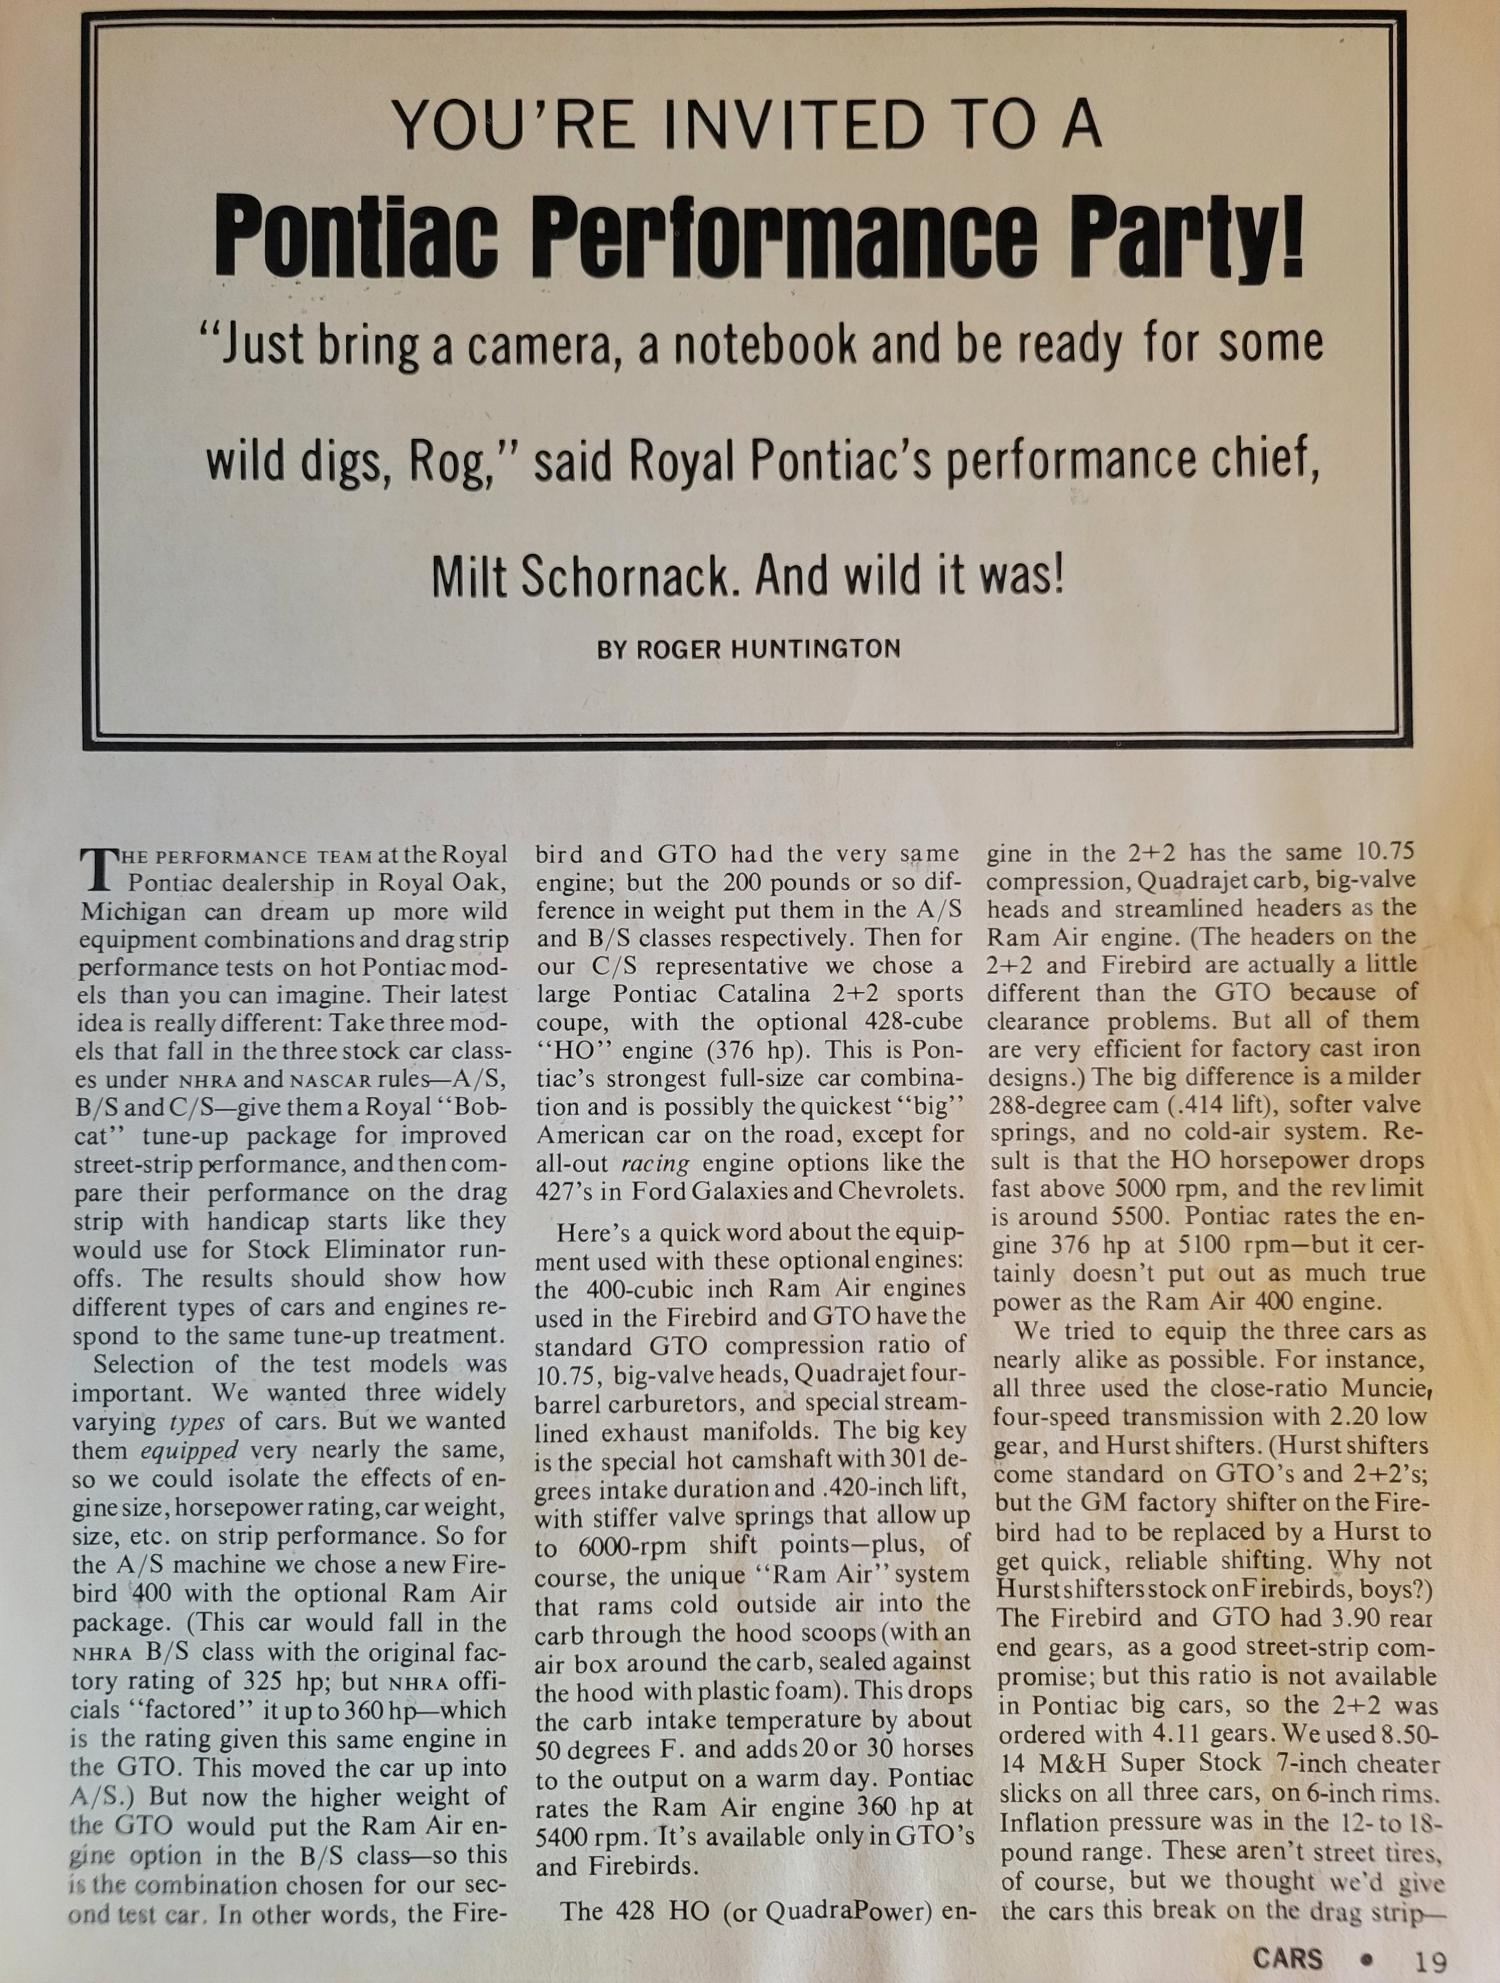 YOU'RE INVITED TO A
Pontiac Performance Party!
“Just bring a camera, a notebook and be ready for some
wild digs, Rog,” said Royal Pontiac's performance chief,
Milt Schornack. And wild it was!
BY ROGER HUNTINGTON
THE PERFORMANCE TEAM at the Royal
Pontiac dealership in Royal Oak,
Michigan can dream up more wild
equipment combinations and drag strip
performance tests on hot Pontiac mod-
els than you can imagine. Their latest
idea is really different: Take three mod-
els that fall in the three stock car class-
es under NHRA and NASCAR rules—A/S,
B/S and C/S—give them a Royal “Bob-
cat” tune-up package for improved
street-strip performance, and then com-
pare their performance on the drag
strip with handicap starts like they
would use for Stock Eliminator run-
offs. The results should show how
different types of cars and engines re-
spond to the same tune-up treatment.
Selection of the test models was
important. We wanted three widely
varying types of cars. But we wanted
them equipped very nearly the same,
so we could isolate the effects of en-
gine size, horsepower rating, car weight,
size, etc. on strip performance. So for
the A/S machine we chose a new Fire-
bird 400 with the optional Ram Air
package. (This car would fall in the
NHRA B/S class with the original fac-
tory rating of 325 hp; but NHRA offi-
cials “factored” it up to 360 hp—which
is the rating given this same engine in
the GTO. This moved the car up into
A/S.) But now the higher weight of
the GTO would put the Ram Air en-
gine option in the B/S class—so this
is the combination chosen for our sec-
ond test car. In other words, the Fire-
bird and GTO had the very same
engine; but the 200 pounds or so dif-
ference in weight put them in the A/S
and B/S classes respectively. Then for
our C/S representative we chose a
large Pontiac Catalina 2+2 sports
coupe, with the optional 428-cube
“HO” engine (376 hp). This is Pon-
tiac's strongest full-size car combina-
tion and is possibly the quickest “big”
American car on the road, except for
all-out racing engine options like the
427's in Ford Galaxies and Chevrolets.
Here's a quick word about the equip-
ment used with these optional engines:
the 400-cubic inch Ram Air engines
used in the Firebird and GTO have the
standard GTO compression ratio of
10.75, big-valve heads, Quadrajet four-
barrel carburetors, and special stream-
lined exhaust manifolds. The big key
is the special hot camshaft with 301 de-
grees intake duration and .420-inch lift,
with stiffer valve springs that allow up
to 6000-rpm shift points—plus, of
course, the unique “Ram Air” system
that rams cold outside air into the
carb through the hood scoops (with an
air box around the carb, sealed against
the hood with plastic foam). This drops
the carb intake temperature by about
50 degrees F. and adds 20 or 30 horses
to the output on a warm day. Pontiac
rates the Ram Air engine 360 hp at
5400 rpm. It's available only in GTO's
and Firebirds.
The 428 HO (or QuadraPower) en-
gine in the 2+2 has the same 10.75
compression, Quadrajet carb, big-valve
heads and streamlined headers as the
Ram Air engine. (The headers on the
2+2 and Firebird are actually a little
different than the GTO because of
clearance problems. But all of them
are very efficient for factory cast iron
designs.) The big difference is a milder
288-degree cam (.414 lift), softer valve
springs, and no cold-air system. Re-
sult is that the HO horsepower drops
fast above 5000 rpm, and the rev limit
is around 5500. Pontiac rates the en-
gine 376 hp at 5100 rpm—but it cer-
tainly doesn't put out as much true
power as the Ram Air 400 engine.
We tried to equip the three cars as
nearly alike as possible. For instance,
all three used the close-ratio Muncie,
four-speed transmission with 2.20 low
gear, and Hurst shifters. (Hurst shifters
come standard on GTO's and 2+2's;
but the GM factory shifter on the Fire-
bird had to be replaced by a Hurst to
get quick, reliable shifting. Why not
Hurst shifters stock on Firebirds, boys?)
The Firebird and GTO had 3.90 rear
end gears, as a good street-strip com-
promise; but this ratio is not available
in Pontiac big cars, so the 2+2 was
ordered with 4.11 gears. We used 8.50-
14 M&H Super Stock 7-inch cheater
slicks on all three cars, on 6-inch rims.
Inflation pressure was in the 12- to 18-
pound range. These aren't street tires,
of course, but we thought we'd give
the cars this break on the drag strip—
CARS • 19